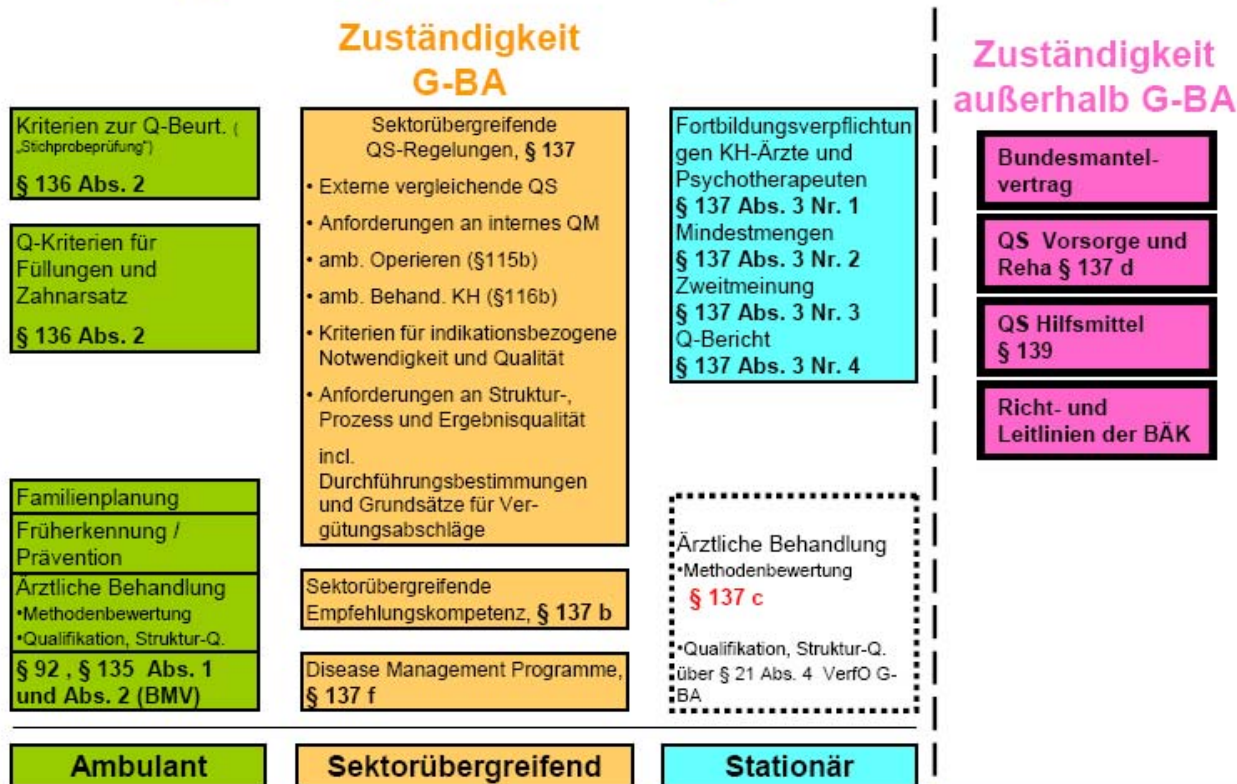 Zuständigkeit
G-BA
Kriterien zur Q-Beurt. (
„Stichprobeprüfung")
§ 136 Abs. 2
Q-Kriterien für
Füllungen und
Zahnarsatz
§ 136 Abs. 2
Familienplanung
Früherkennung /
Prävention
Ärztliche Behandlung
•Methodenbewertung
•Qualifikation, Struktur-Q.
§ 92 , § 135 Abs. 1
und Abs. 2 (BMV)
Ambulant
Sektorübergreifende
QS-Regelungen, § 137
• Externe vergleichende QS
• Anforderungen an internes QM
• amb. Operieren (§115b)
• amb. Behand. KH (§116b)
• Kriterien für indikationsbezogene
Notwendigkeit und Qualität
• Anforderungen an Struktur-,
Prozess und Ergebnisqualität
incl.
Durchführungsbestimmungen
und Grundsätze für Ver-
gütungsabschläge
Sektorübergreifende
Empfehlungskompetenz, § 137 b
Disease Management Programme,
§ 137 f
Sektorübergreifend
Fortbildungsverpflichtun
gen KH-Ärzte und
Psychotherapeuten
§ 137 Abs. 3 Nr. 1
Mindestmengen
§ 137 Abs. 3 Nr. 2
Zweitmeinung
§ 137 Abs. 3 Nr. 3
Q-Bericht
§ 137 Abs. 3 Nr. 4
Ärztliche Behandlung
•Methodenbewertung
§ 137 c
•Qualifikation, Struktur-Q.
über § 21 Abs. 4 VerfO G-
BA
Stationär
Zuständigkeit
außerhalb G-BA
Bundesmantel-
vertrag
QS Vorsorge und
Reha § 137 d
QS Hilfsmittel
§ 139
Richt- und
Leitlinien der BÄK